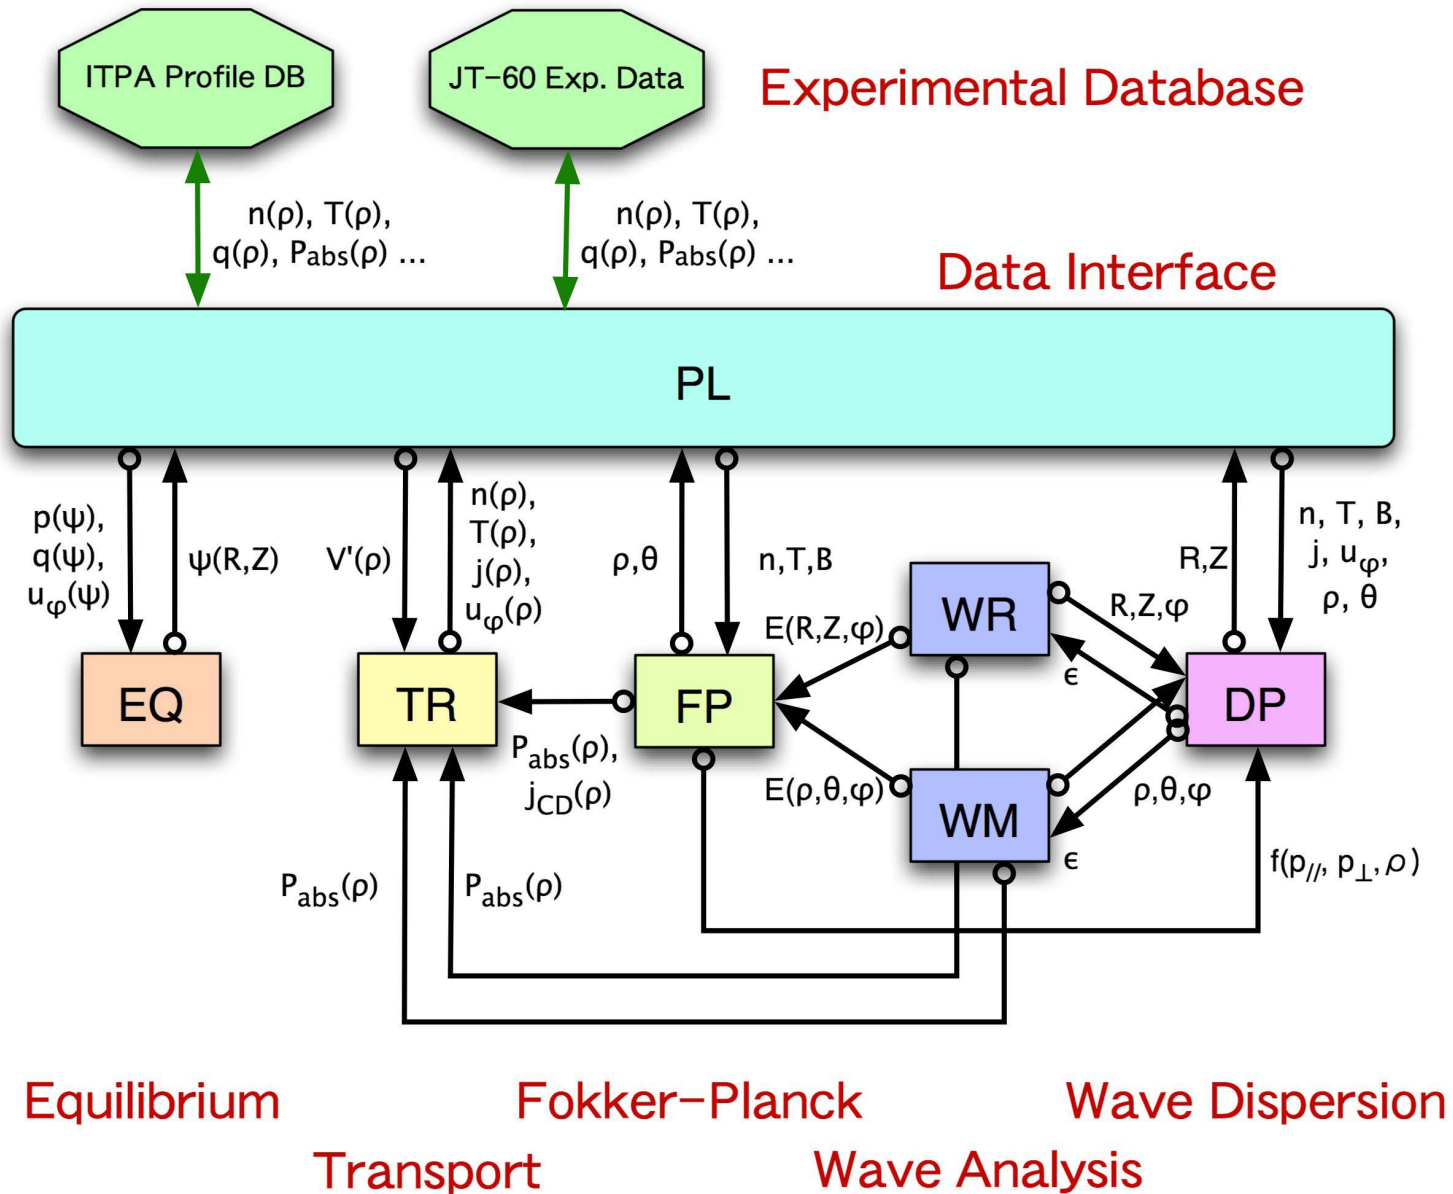 ITPA Profile DB
JT-60 Exp. Data
Experimental Database
n(ρ), T(ρ),
q(ρ), Pabs(ρ) ...
n(ρ), T(ρ),
q(ρ), Pabs(ρ) ...
Data Interface
PL
p(ψ),
q(ψ),
uφ(ψ)
ψ(R,Z)
V'(ρ)
n(ρ),
T(ρ),
j(ρ),
uφ(ρ)
ρ,θ
n,T,B
R,Z
n, T, B,
j, uφ,
ρ, θ
EQ
TR
FP
WR
WM
DP
E(R,Z,φ)
R,Z,φ
ϵ
Pabs(ρ),
jCD(ρ)
E(ρ,θ,φ)
ρ,θ,φ
ϵ
Pabs(ρ)
Pabs(ρ)
f(p//, p⊥, ρ)
Equilibrium
Fokker-Planck
Wave Dispersion
Transport
Wave Analysis